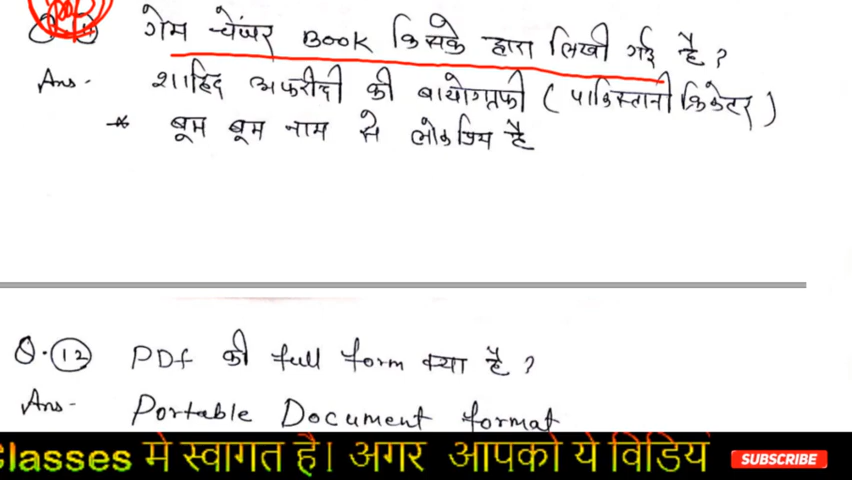 गेम चेंजर Book किसके द्वारा लिखी गई है ?
Ans - शाहिद अफरीदी की बायोग्राफी ( पाकिस्तानी क्रिकेटर )
* बूम बूम नाम से लोकप्रिय है
Q. 12 PDf की full form क्या है ?
Ans - Portable Document format
Classes मे स्वागत है। अगर आपको ये विडिय
SUBSCRIBE